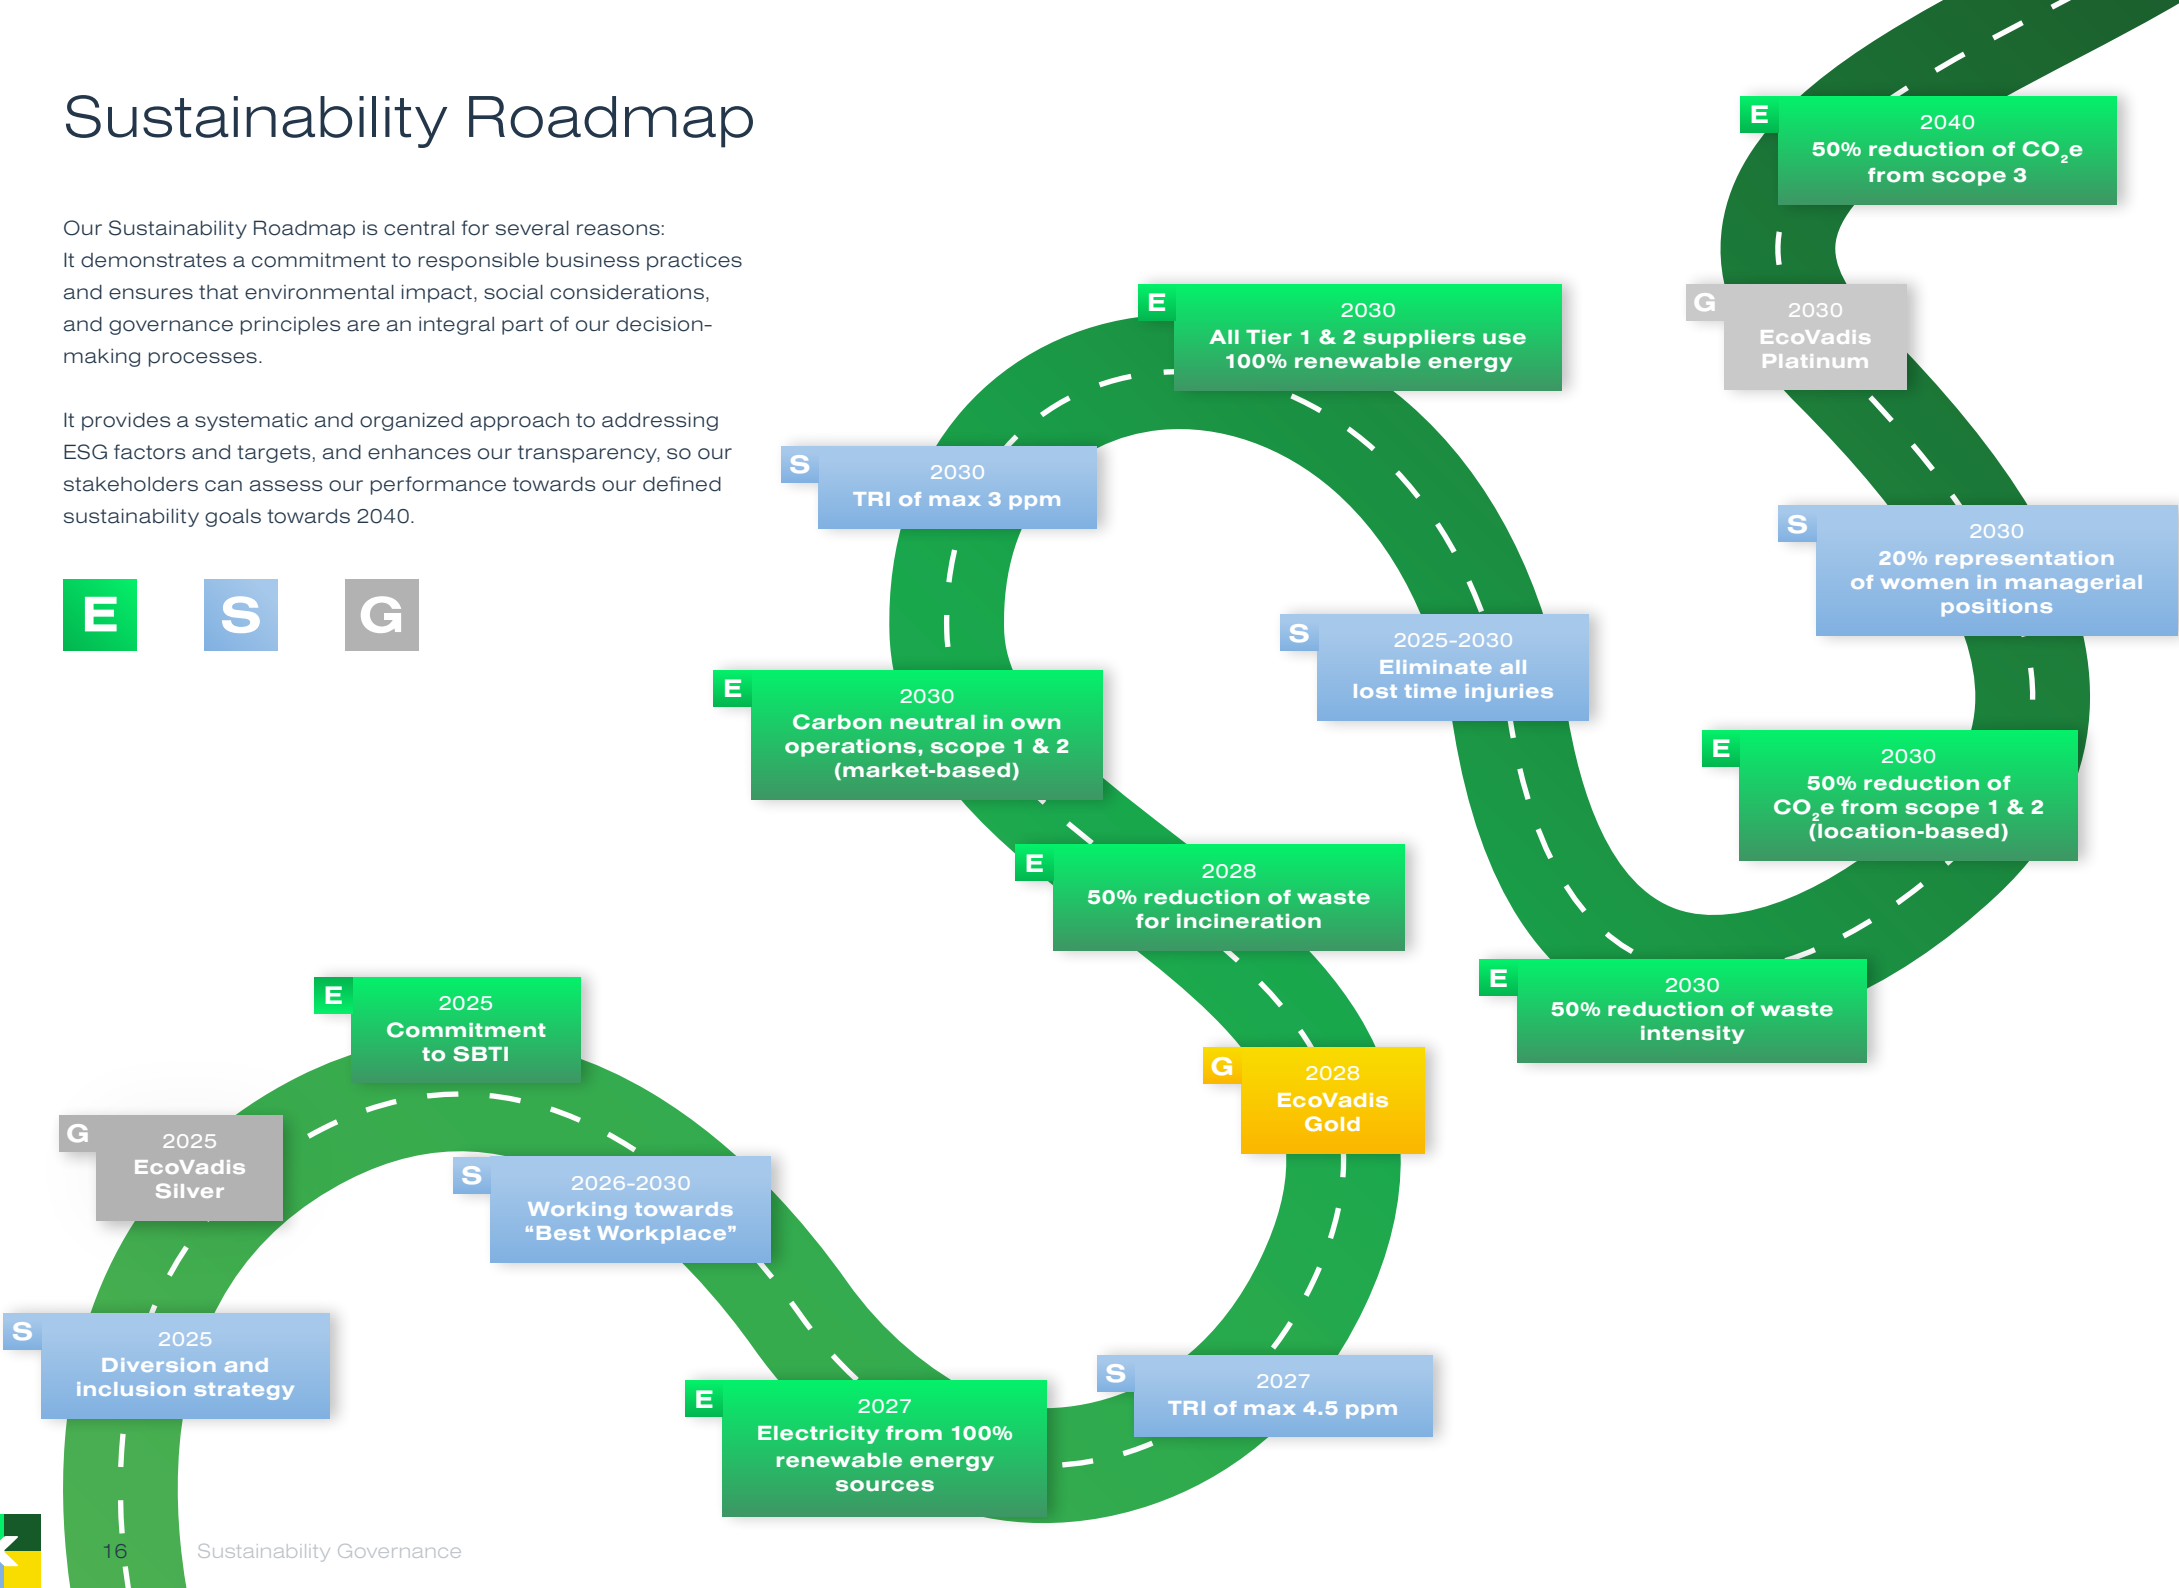 Sustainability Roadmap
Our Sustainability Roadmap is central for several reasons:
It demonstrates a commitment to responsible business practices
and ensures that environmental impact, social considerations,
and governance principles are an integral part of our decision-
making processes.
It provides a systematic and organized approach to addressing
ESG factors and targets, and enhances our transparency, so our
stakeholders can assess our performance towards our defined
sustainability goals towards 2040.
E
S
G
S
2025
Diversion and
inclusion strategy
G
2025
EcoVadis
Silver
E
2025
Commitment
to SBTI
S
2026-2030
Working towards
“Best Workplace”
E
2027
Electricity from 100%
renewable energy
sources
S
2027
TRI of max 4.5 ppm
G
2028
EcoVadis
Gold
E
2028
50% reduction of waste
for incineration
E
2030
Carbon neutral in own
operations, scope 1 & 2
(market-based)
S
2030
TRI of max 3 ppm
E
2030
All Tier 1 & 2 suppliers use
100% renewable energy
S
2025-2030
Eliminate all
lost time injuries
E
2030
50% reduction of waste
intensity
E
2030
50% reduction of
CO₂e from scope 1 & 2
(location-based)
S
2030
20% representation
of women in managerial
positions
G
2030
EcoVadis
Platinum
E
2040
50% reduction of CO₂e
from scope 3
16
Sustainability Governance